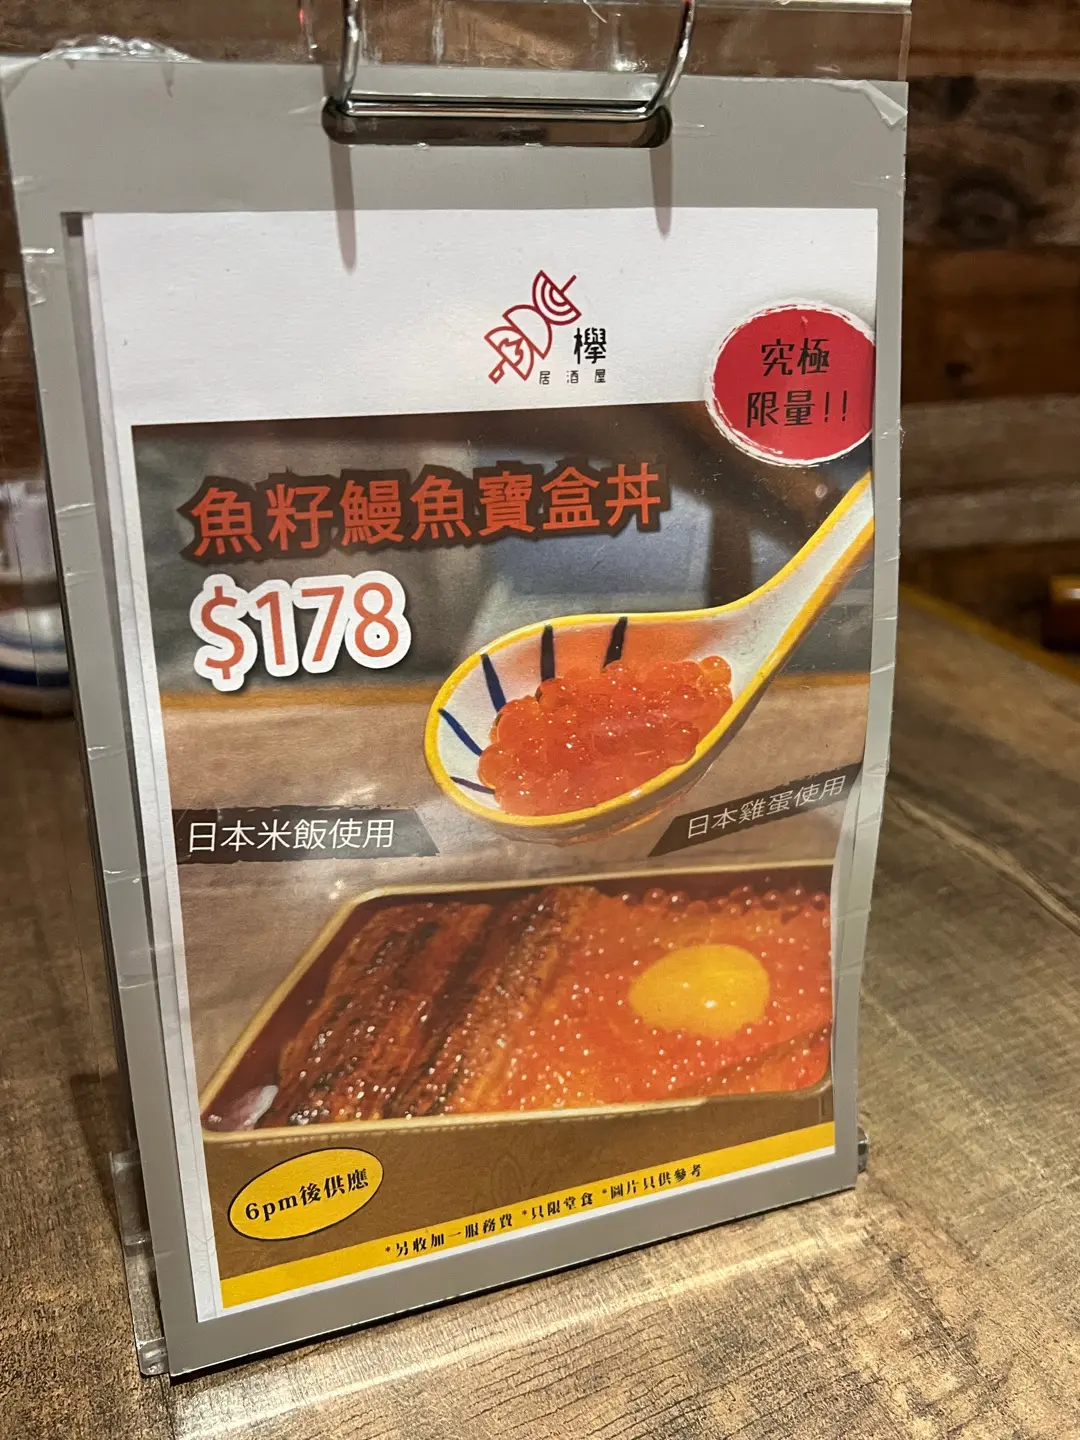 欅
居酒屋
究極
限量!!
魚籽鰻魚寶盒丼
$178
日本米飯使用
日本雞蛋使用
6pm後供應
*另收加一服務費 *只限堂食 *圖片只供參考